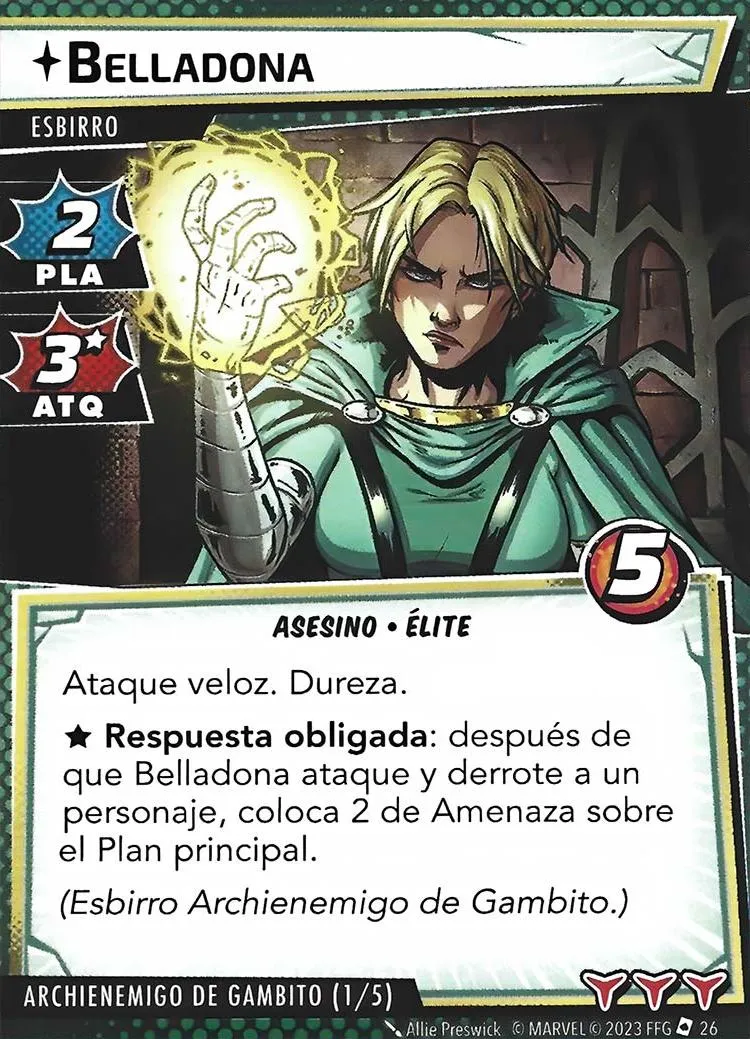 BELLADONA
ESBIRRO
2
PLA
3★
ATQ
5
ASESINO • ÉLITE
Ataque veloz. Dureza.
★ Respuesta obligada: después de
que Belladona ataque y derrote a un
personaje, coloca 2 de Amenaza sobre
el Plan principal.
(Esbirro Archienemigo de Gambito.)
ARCHIENEMIGO DE GAMBITO (1/5)
Allie Preswick © MARVEL © 2023 FFG 26